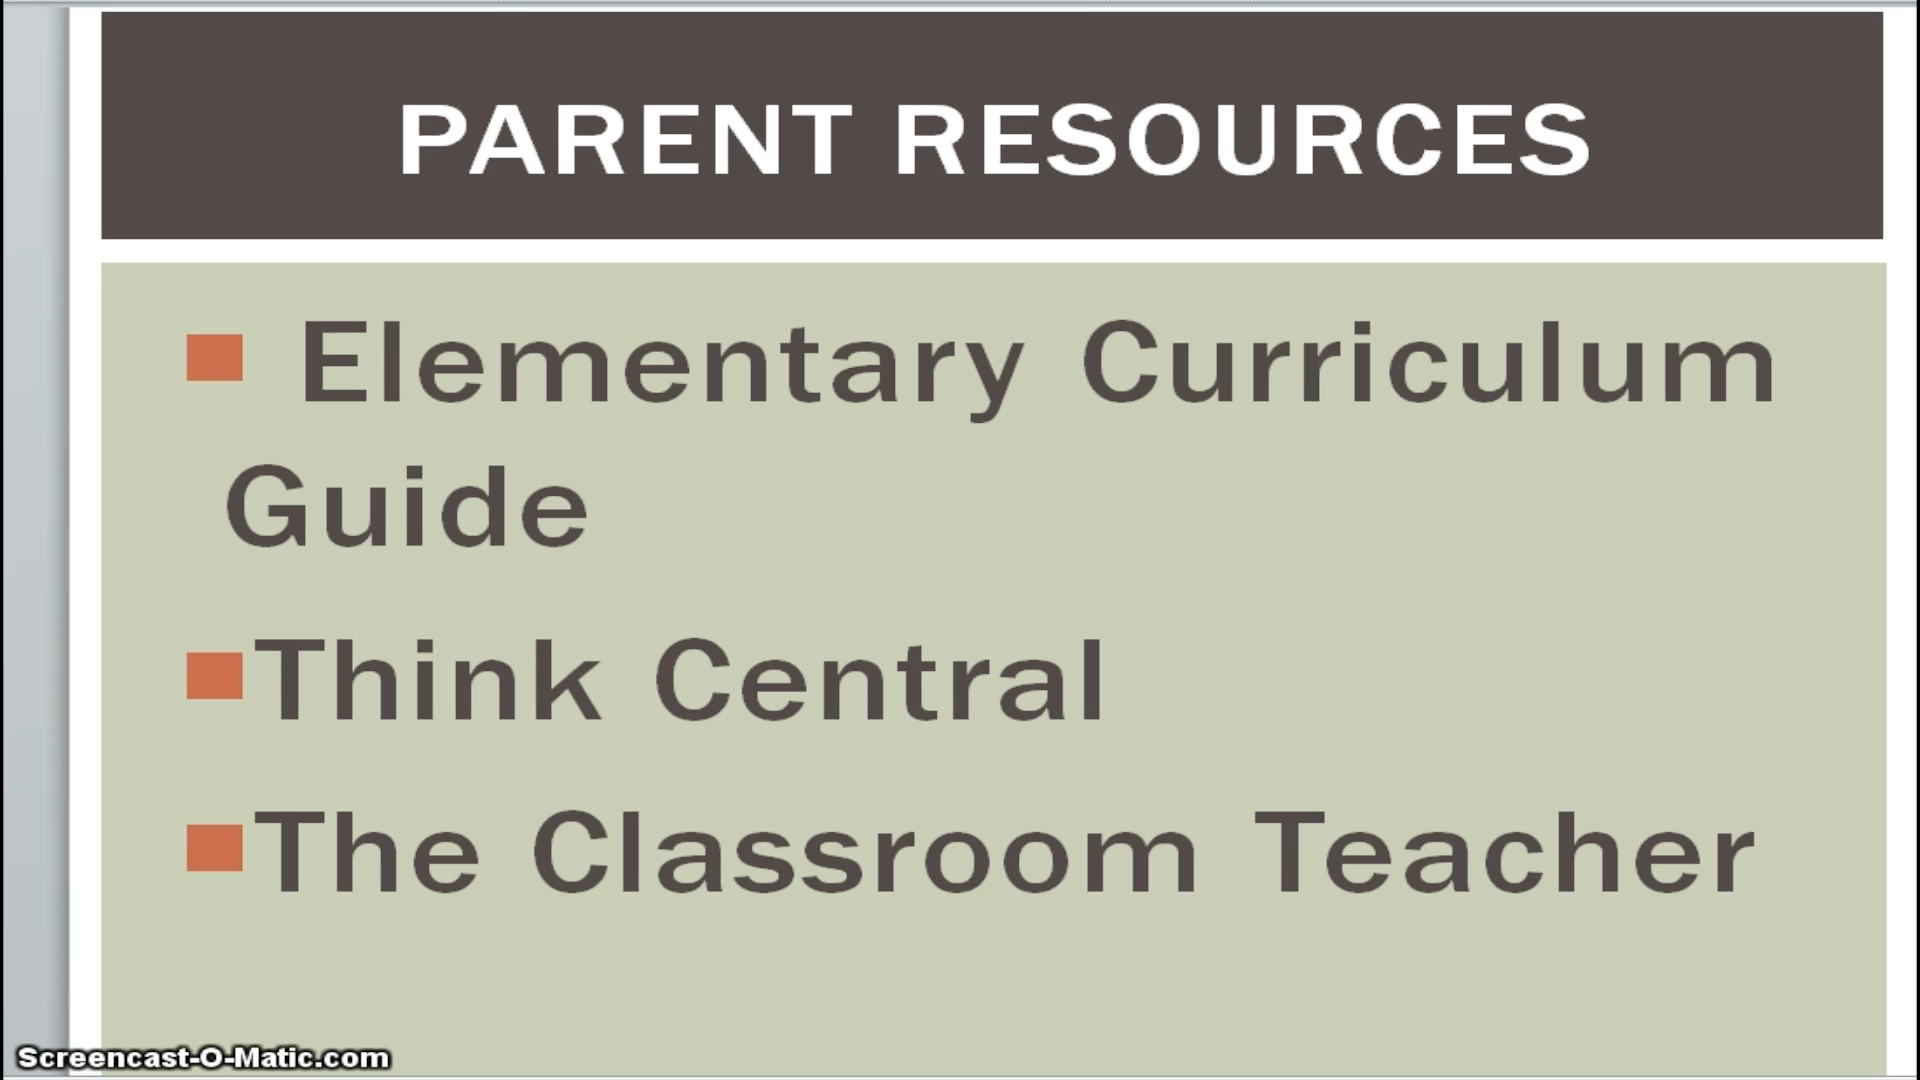 PARENT RESOURCES
Elementary Curriculum
Guide
Think Central
The Classroom Teacher
Screencast-O-Matic.com